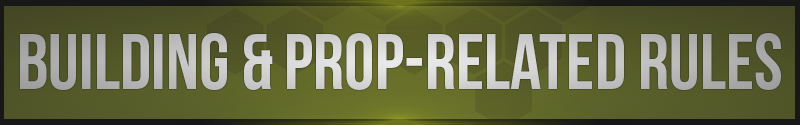 BUILDING & PROP-RELATED RULES